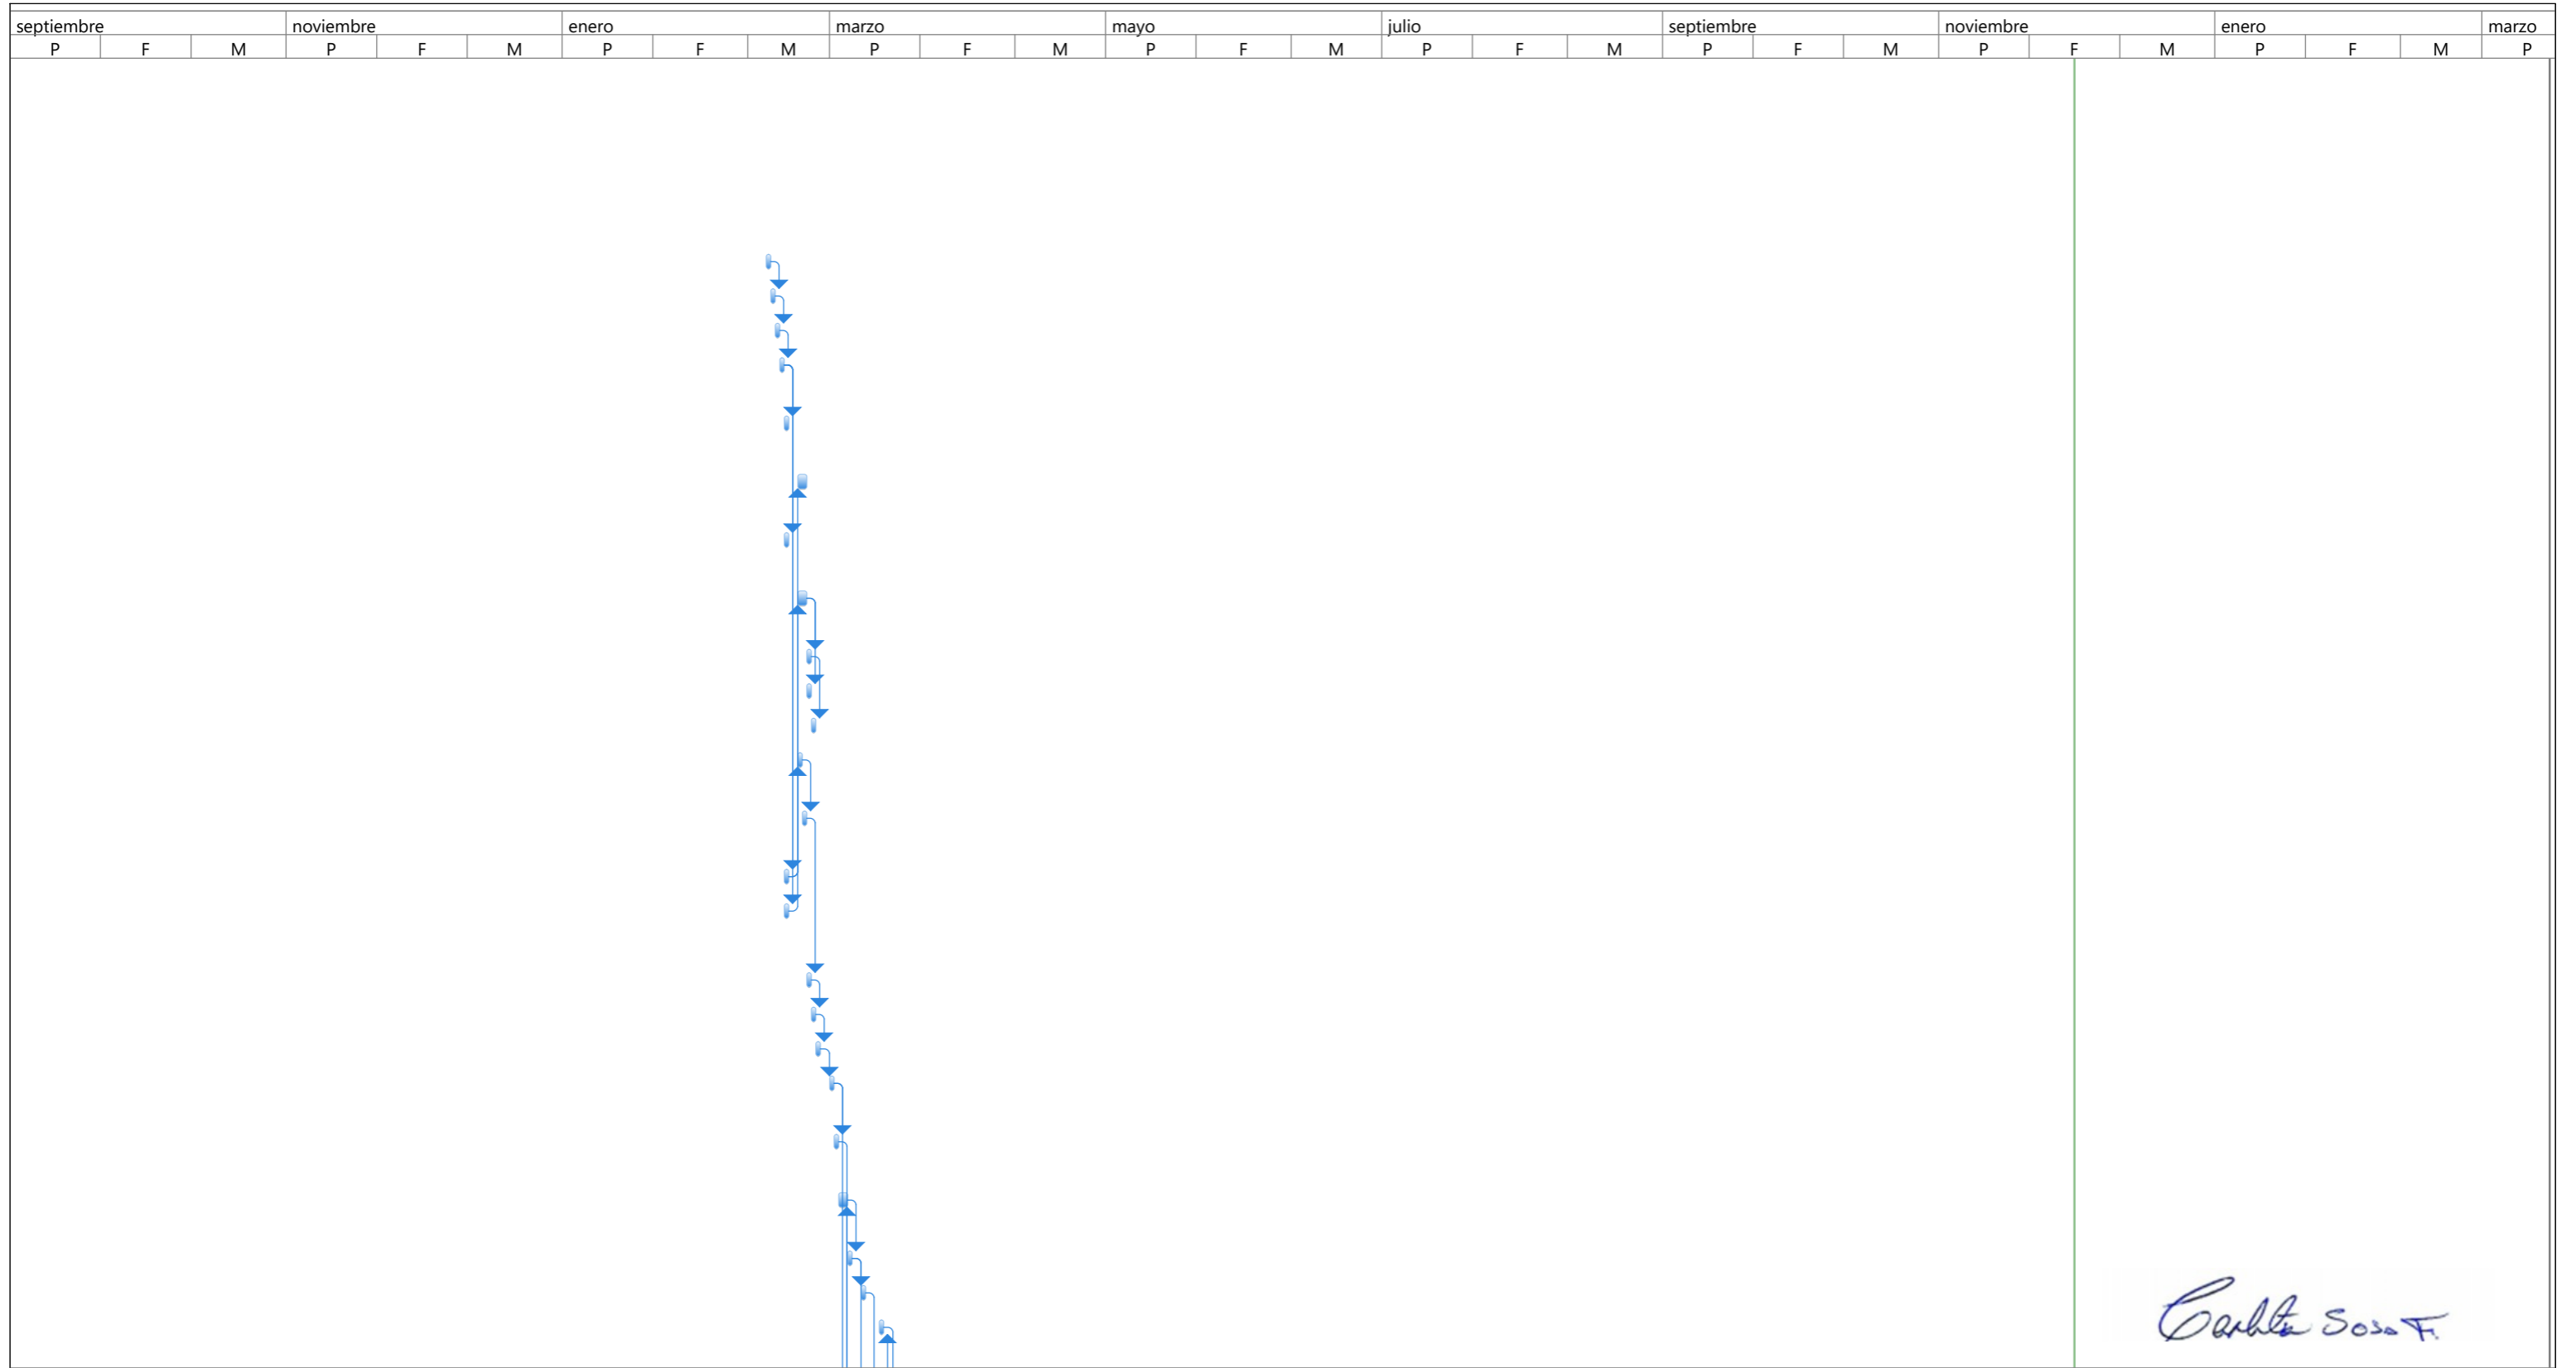 septiembre noviembre enero marzo mayo julio septiembre noviembre enero marzo
P F M P F M P F M P F M P F M P F M P F M P F M P F M P
Sosa F.